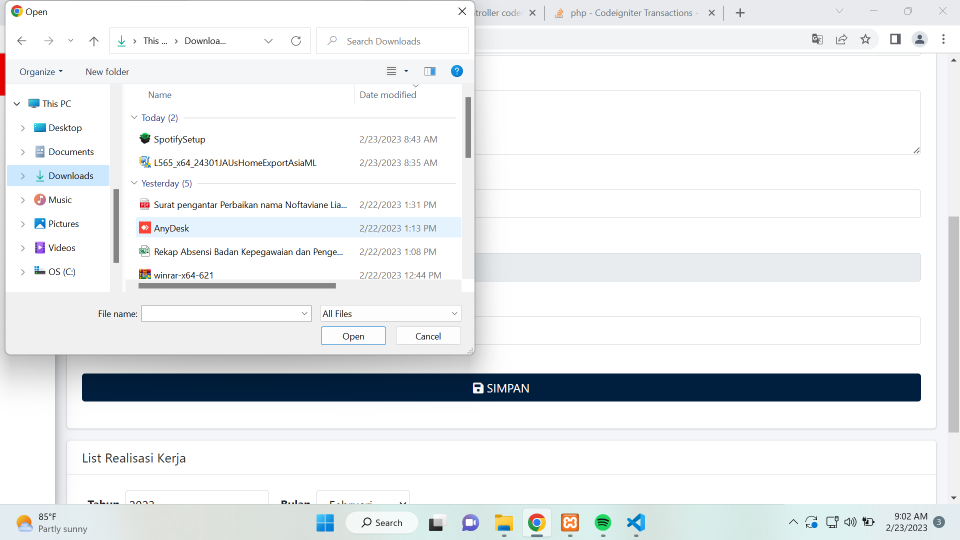 Open
troller code
php - Codeigniter Transactions -
This ...
Downloa...
Search Downloads
Organize
New folder
Name
Date modified
This PC
Desktop
Documents
Downloads
Music
Pictures
Videos
OS (C:)
Today (2)
SpotifySetup 2/23/2023 8:43 AM
L565_x64_24301JAUsHomeExportAsiaML 2/23/2023 8:35 AM
Yesterday (5)
Surat pengantar Perbaikan nama Noftaviane Lia... 2/22/2023 1:31 PM
AnyDesk 2/22/2023 1:13 PM
Rekap Absensi Badan Kepegawaian dan Penge... 2/22/2023 1:08 PM
winrar-x64-621 2/22/2023 12:44 PM
File name:
All Files
Open
Cancel
SIMPAN
List Realisasi Kerja
Tahun 2023 Bulan Februari
85°F
Partly sunny
Search
9:02 AM
2/23/2023
3